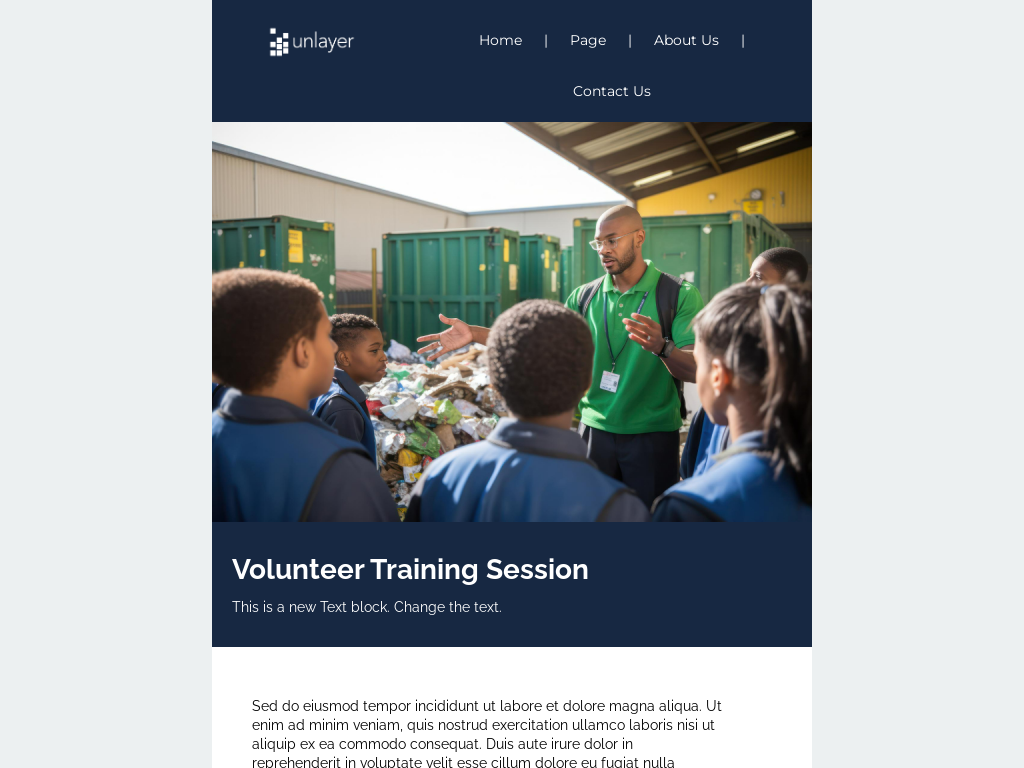 unlayer
Home | Page | About Us |
Contact Us
Volunteer Training Session
This is a new Text block. Change the text.
Sed do eiusmod tempor incididunt ut labore et dolore magna aliqua. Ut
enim ad minim veniam, quis nostrud exercitation ullamco laboris nisi ut
aliquip ex ea commodo consequat. Duis aute irure dolor in
reprehenderit in voluptate velit esse cillum dolore eu fugiat nulla